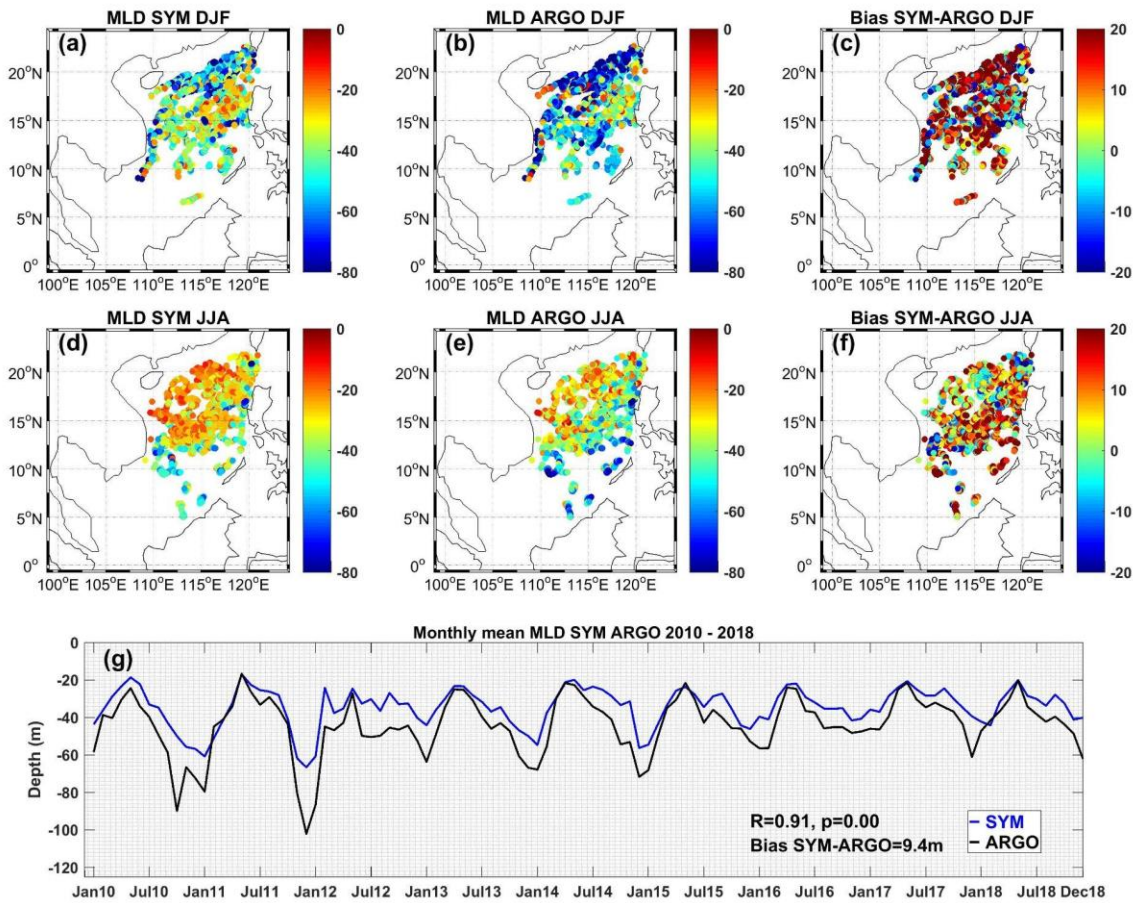 MLD SYM DJF
MLD ARGO DJF
Bias SYM-ARGO DJF
(a)
(b)
(c)
20°N
15°N
10°N
5°N
0°
100°E 105°E 110°E 115°E 120°E
0
-20
-40
-60
-80
20°N
15°N
10°N
5°N
0°
100°E 105°E 110°E 115°E 120°E
0
-20
-40
-60
-80
20°N
15°N
10°N
5°N
0°
100°E 105°E 110°E 115°E 120°E
20
10
0
-10
-20
MLD SYM JJA
MLD ARGO JJA
Bias SYM-ARGO JJA
(d)
(e)
(f)
20°N
15°N
10°N
5°N
0°
100°E 105°E 110°E 115°E 120°E
0
-20
-40
-60
-80
20°N
15°N
10°N
5°N
0°
100°E 105°E 110°E 115°E 120°E
0
-20
-40
-60
-80
20°N
15°N
10°N
5°N
0°
100°E 105°E 110°E 115°E 120°E
20
10
0
-10
-20
Monthly mean MLD SYM ARGO 2010 - 2018
(g)
Depth (m)
0
-20
-40
-60
-80
-100
-120
R=0.91, p=0.00
Bias SYM-ARGO=9.4m
SYM
ARGO
Jan10 Jul10 Jan11 Jul11 Jan12 Jul12 Jan13 Jul13 Jan14 Jul14 Jan15 Jul15 Jan16 Jul16 Jan17 Jul17 Jan18 Jul18 Dec18